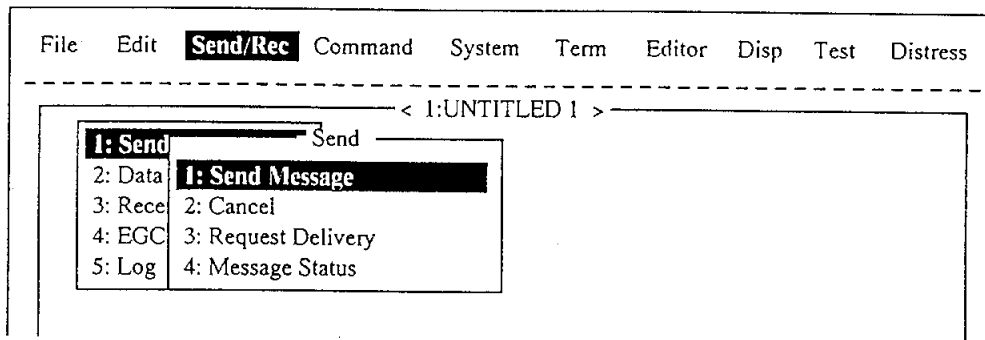 File Edit Send/Rec Command System Term Editor Disp Test Distress
< 1:UNTITLED 1 >
1: Send
Send
2: Data
1: Send Message
3: Rece
2: Cancel
4: EGC
3: Request Delivery
5: Log
4: Message Status